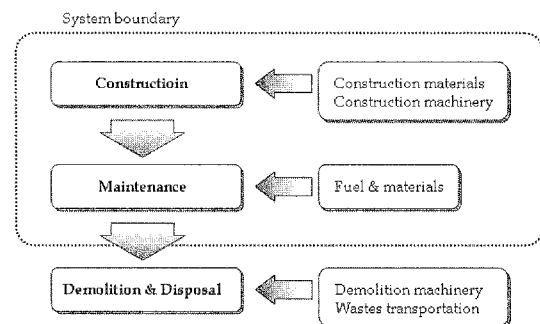 System boundary
Constructioin
Construction materials
Construction machinery
Maintenance
Fuel & materials
Demolition & Disposal
Demolition machinery
Wastes transportation